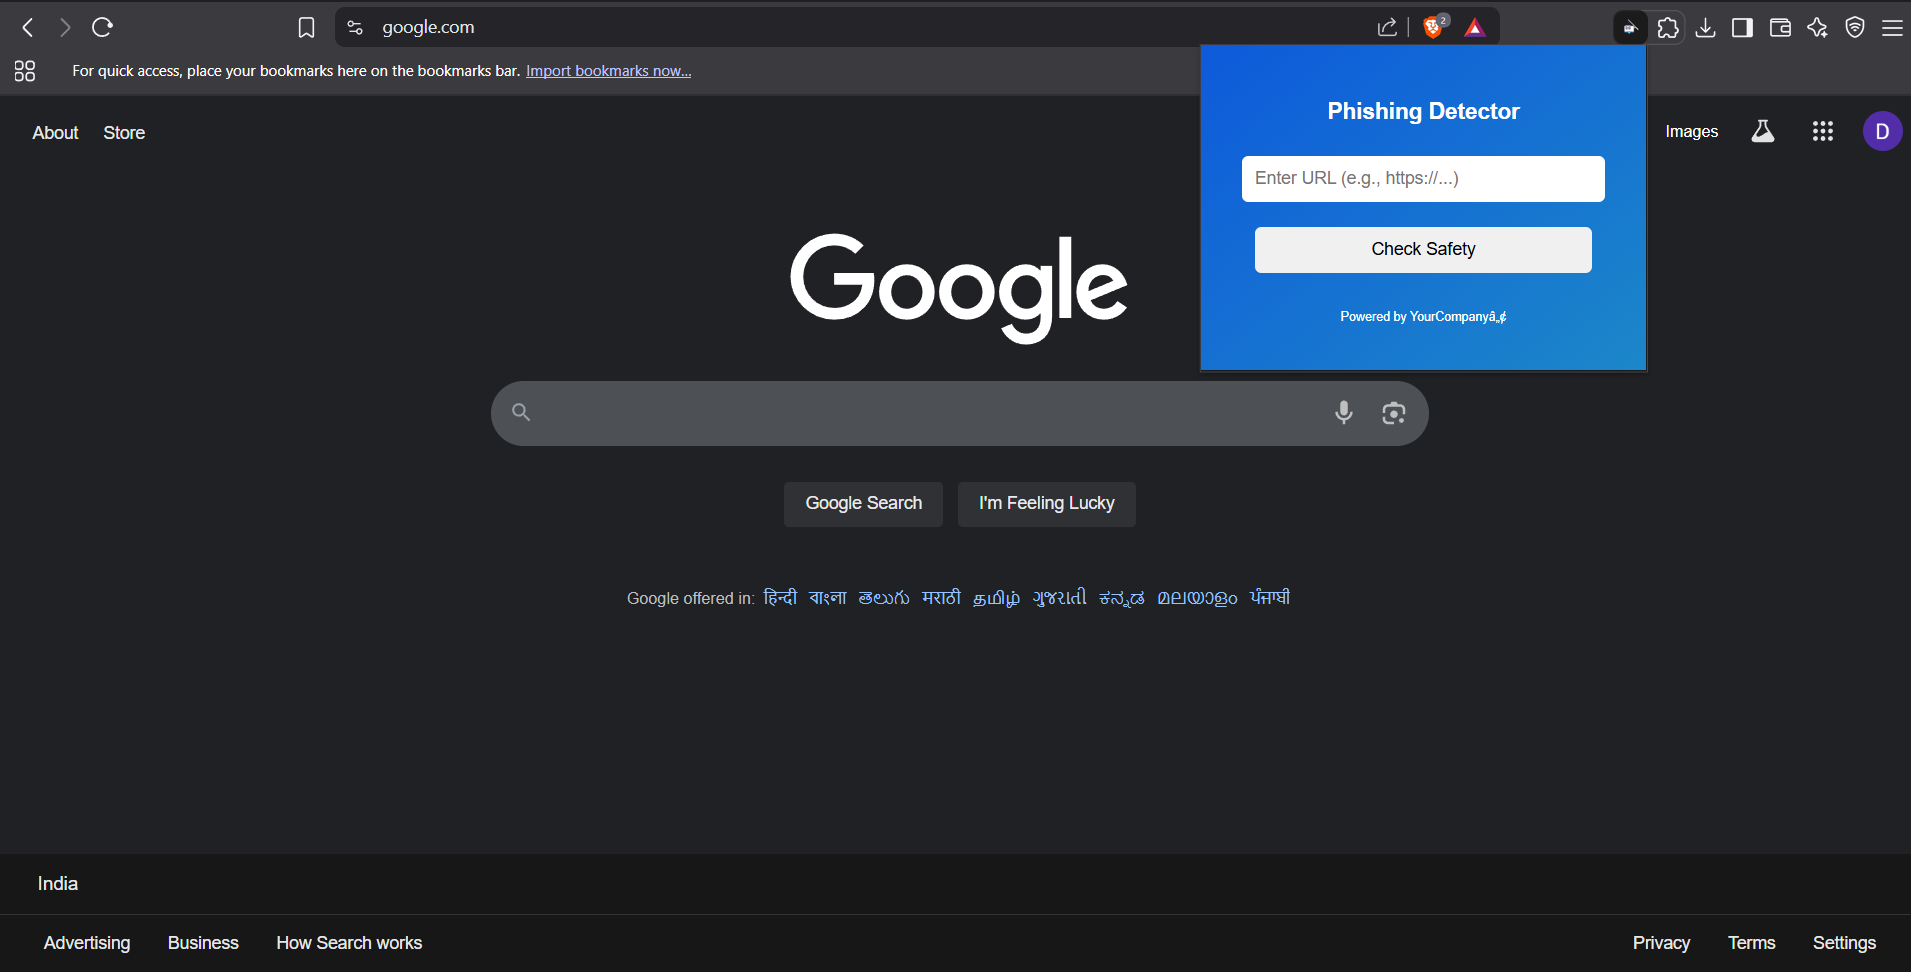 google.com
2
For quick access, place your bookmarks here on the bookmarks bar. Import bookmarks now...
About Store
Images
D
Phishing Detector
Enter URL (e.g., https://...)
Check Safety
Powered by YourCompanyâ„¢
Google
Google Search I'm Feeling Lucky
Google offered in: हिन्दी বাংলা తెలుగు मराठी தமிழ் ગુજરાતી ಕನ್ನಡ മലയാളം ਪੰਜਾਬੀ
India
Advertising Business How Search works Privacy Terms Settings